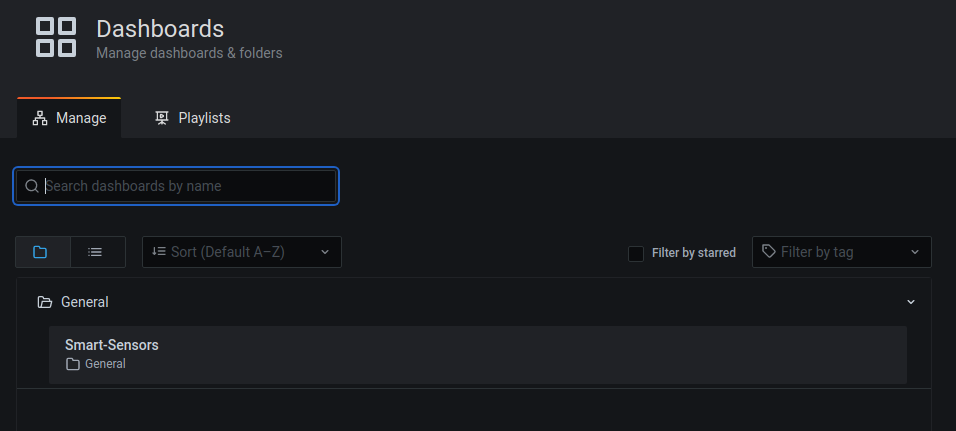 Dashboards
Manage dashboards & folders
Manage
Playlists
Search dashboards by name
Sort (Default A–Z)
Filter by starred
Filter by tag
General
Smart-Sensors
General